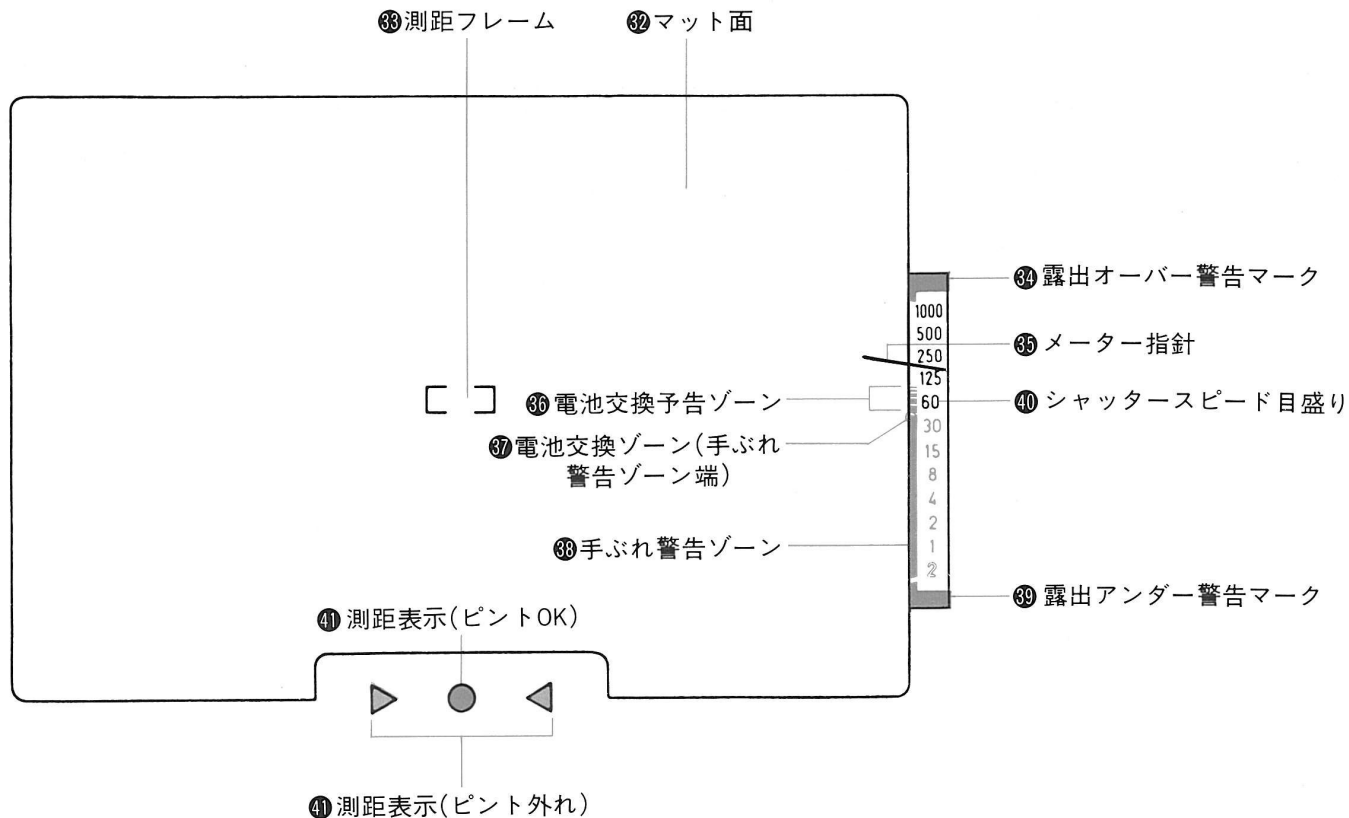 ㉝測距フレーム
㉜マット面
㉞露出オーバー警告マーク
1000
500
㉟メーター指針
250
125
㊱電池交換予告ゾーン
60
㊵シャッタースピード目盛り
30
㊲電池交換ゾーン(手ぶれ
警告ゾーン端)
15
8
4
2
㊳手ぶれ警告ゾーン
1
2
㊴露出アンダー警告マーク
㊶測距表示(ピントOK)
㊶測距表示(ピント外れ)